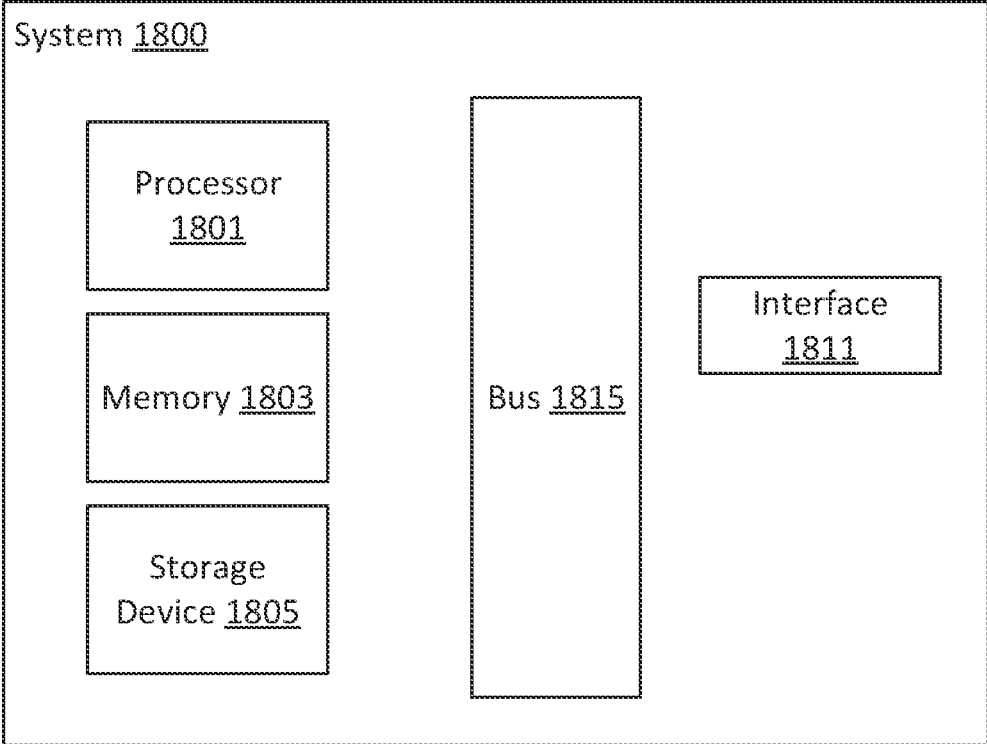 System 1800
Processor
1801
Memory 1803
Storage
Device 1805
Bus 1815
Interface
1811